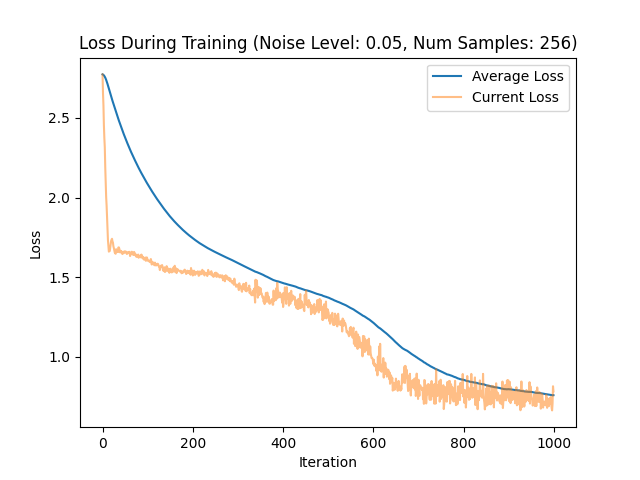 Loss During Training (Noise Level: 0.05, Num Samples: 256)
Average Loss
Current Loss
2.5
2.0
1.5
1.0
Loss
0 200 400 600 800 1000
Iteration